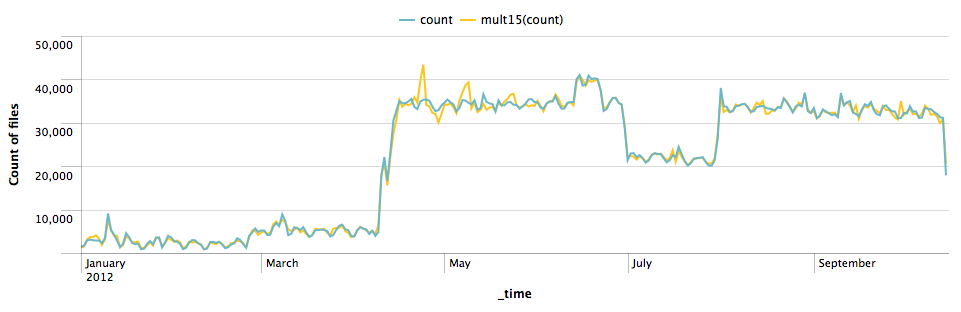 count mult15(count)
50,000
40,000
30,000
20,000
10,000
Count of files
January March May July September
2012
_time